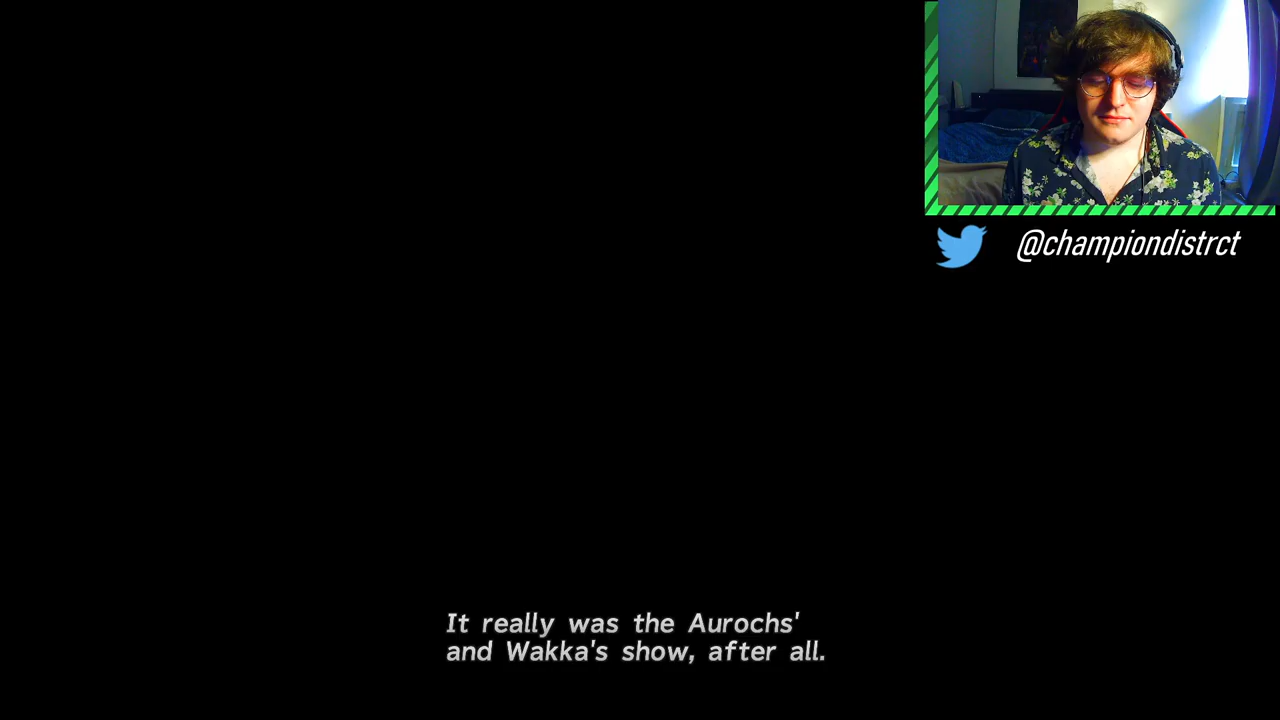 @championdistrct
It really was the Aurochs'
and Wakka's show, after all.